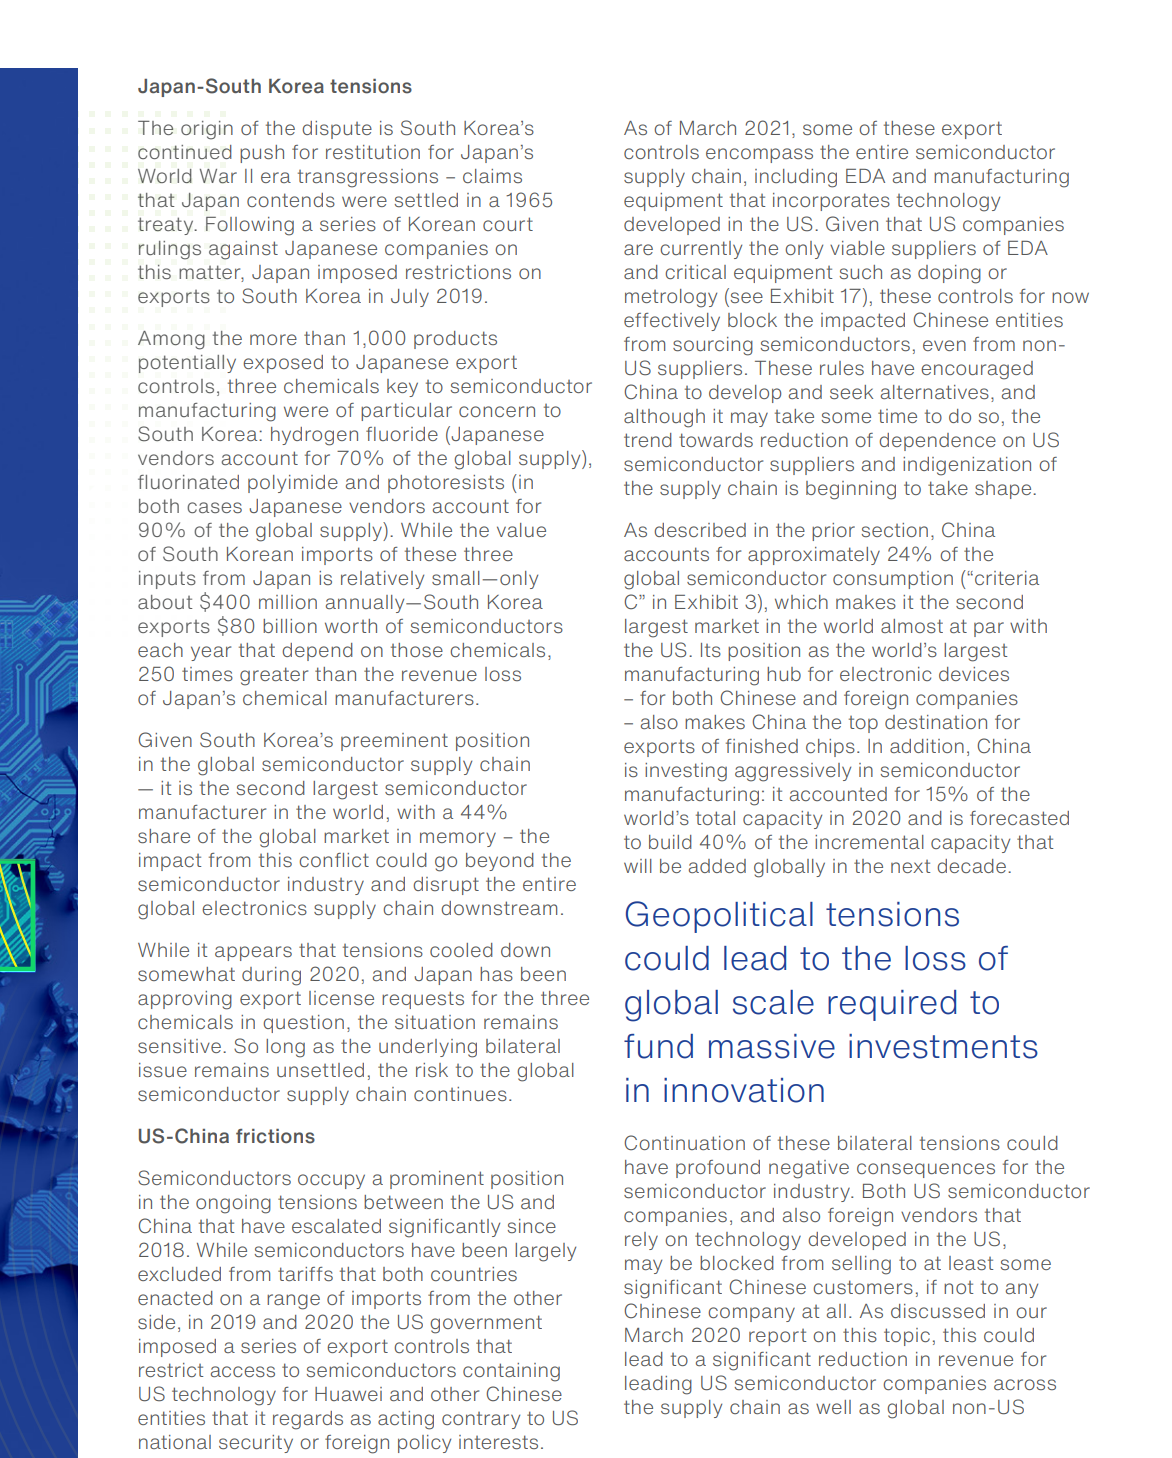 Japan-South Korea tensions
The origin of the dispute is South Korea’s
continued push for restitution for Japan’s
World War II era transgressions – claims
that Japan contends were settled in a 1965
treaty. Following a series of Korean court
rulings against Japanese companies on
this matter, Japan imposed restrictions on
exports to South Korea in July 2019.
Among the more than 1,000 products
potentially exposed to Japanese export
controls, three chemicals key to semiconductor
manufacturing were of particular concern to
South Korea: hydrogen fluoride (Japanese
vendors account for 70% of the global supply),
fluorinated polyimide and photoresists (in
both cases Japanese vendors account for
90% of the global supply). While the value
of South Korean imports of these three
inputs from Japan is relatively small—only
about $400 million annually—South Korea
exports $80 billion worth of semiconductors
each year that depend on those chemicals,
250 times greater than the revenue loss
of Japan’s chemical manufacturers.
Given South Korea’s preeminent position
in the global semiconductor supply chain
— it is the second largest semiconductor
manufacturer in the world, with a 44%
share of the global market in memory – the
impact from this conflict could go beyond the
semiconductor industry and disrupt the entire
global electronics supply chain downstream.
While it appears that tensions cooled down
somewhat during 2020, and Japan has been
approving export license requests for the three
chemicals in question, the situation remains
sensitive. So long as the underlying bilateral
issue remains unsettled, the risk to the global
semiconductor supply chain continues.
US-China frictions
Semiconductors occupy a prominent position
in the ongoing tensions between the US and
China that have escalated significantly since
2018. While semiconductors have been largely
excluded from tariffs that both countries
enacted on a range of imports from the other
side, in 2019 and 2020 the US government
imposed a series of export controls that
restrict access to semiconductors containing
US technology for Huawei and other Chinese
entities that it regards as acting contrary to US
national security or foreign policy interests.
As of March 2021, some of these export
controls encompass the entire semiconductor
supply chain, including EDA and manufacturing
equipment that incorporates technology
developed in the US. Given that US companies
are currently the only viable suppliers of EDA
and critical equipment such as doping or
metrology (see Exhibit 17), these controls for now
effectively block the impacted Chinese entities
from sourcing semiconductors, even from non-
US suppliers. These rules have encouraged
China to develop and seek alternatives, and
although it may take some time to do so, the
trend towards reduction of dependence on US
semiconductor suppliers and indigenization of
the supply chain is beginning to take shape.
As described in the prior section, China
accounts for approximately 24% of the
global semiconductor consumption (“criteria
C” in Exhibit 3), which makes it the second
largest market in the world almost at par with
the US. Its position as the world’s largest
manufacturing hub for electronic devices
– for both Chinese and foreign companies
– also makes China the top destination for
exports of finished chips. In addition, China
is investing aggressively in semiconductor
manufacturing: it accounted for 15% of the
world’s total capacity in 2020 and is forecasted
to build 40% of the incremental capacity that
will be added globally in the next decade.
Geopolitical tensions
could lead to the loss of
global scale required to
fund massive investments
in innovation
Continuation of these bilateral tensions could
have profound negative consequences for the
semiconductor industry. Both US semiconductor
companies, and also foreign vendors that
rely on technology developed in the US,
may be blocked from selling to at least some
significant Chinese customers, if not to any
Chinese company at all. As discussed in our
March 2020 report on this topic, this could
lead to a significant reduction in revenue for
leading US semiconductor companies across
the supply chain as well as global non-US